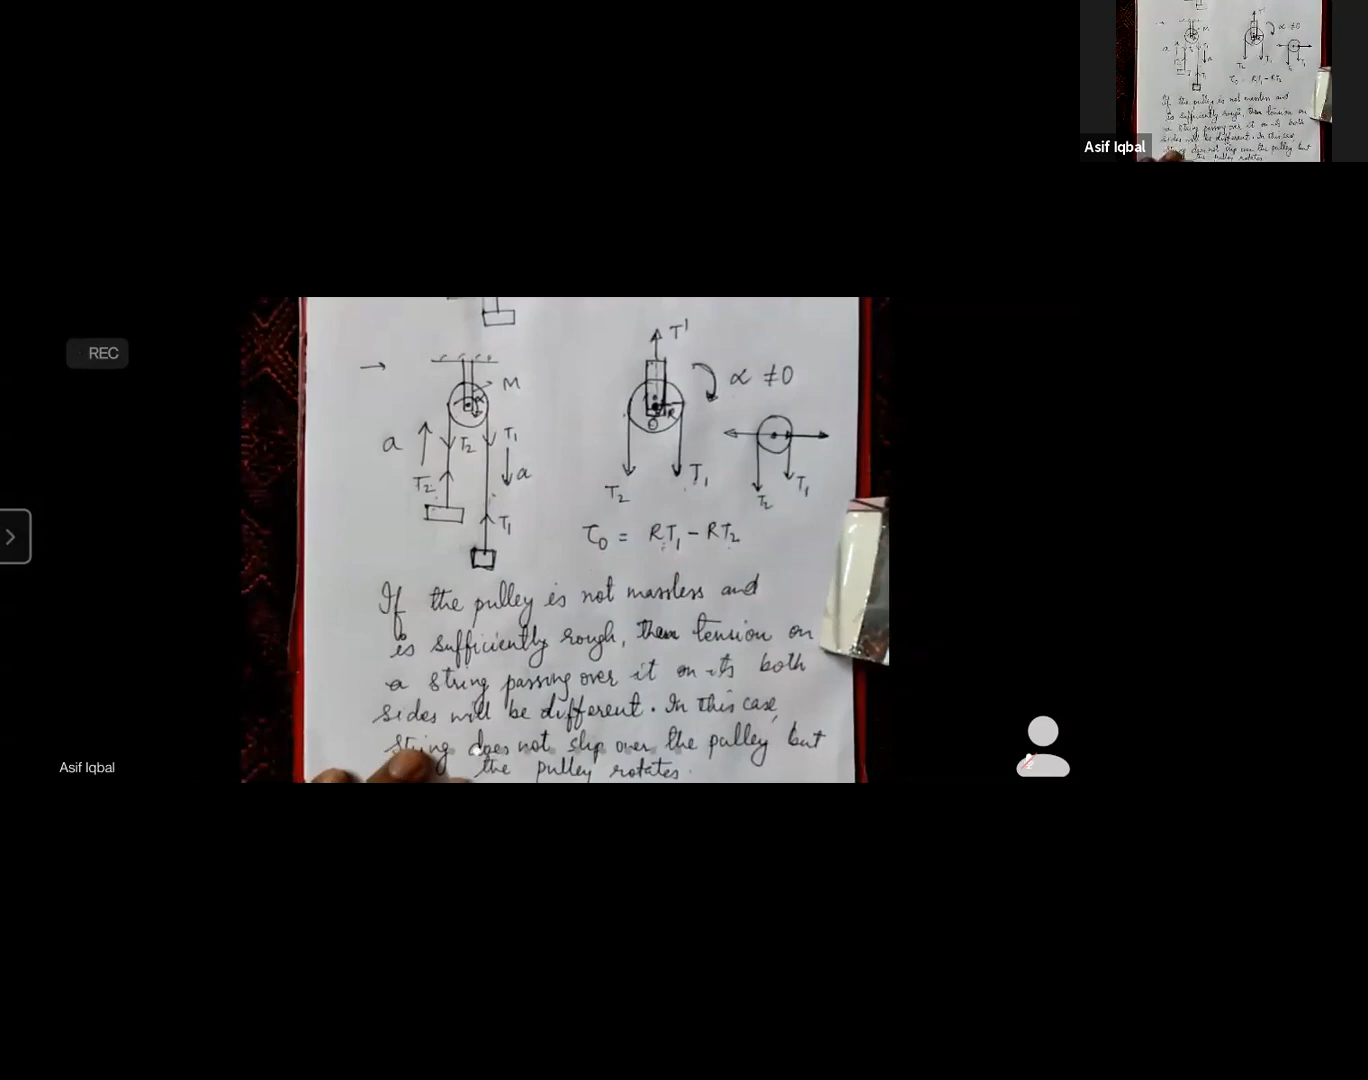 Asif Iqbal
REC
→ M T' α ≠ 0
a T2 T1 a
T2 T1
R O
T2 T1
T2 T1
τ0 = RT1 − RT2
If the pulley is not massless and
is sufficiently rough, then tension on
a string passing over it on its both
sides will be different. In this case,
string does not slip over the pulley but
the pulley rotates.
Asif Iqbal